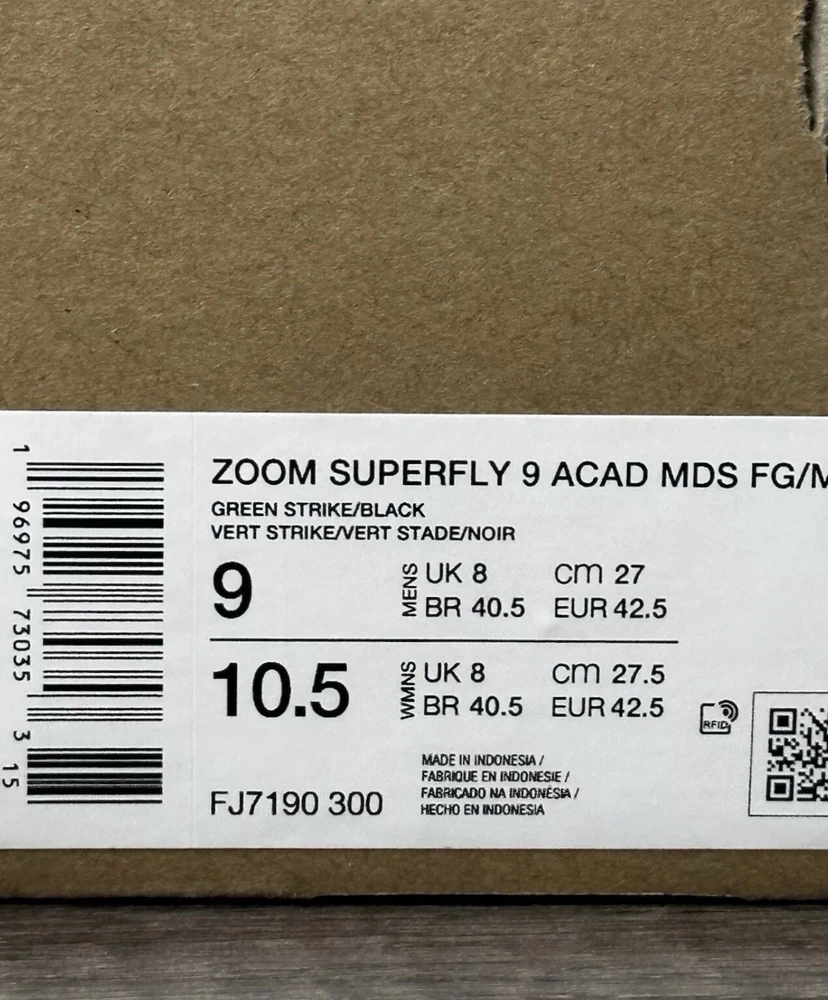 ZOOM SUPERFLY 9 ACAD MDS FG/M
GREEN STRIKE/BLACK
VERT STRIKE/VERT STADE/NOIR
9 MENS UK 8 cm 27
BR 40.5 EUR 42.5
10.5 WMNS UK 8 cm 27.5
BR 40.5 EUR 42.5
RFID
MADE IN INDONESIA /
FABRIQUE EN INDONESIE /
FABRICADO NA INDONÉSIA /
HECHO EN INDONESIA
FJ7190 300
1 96975 73035 3 15